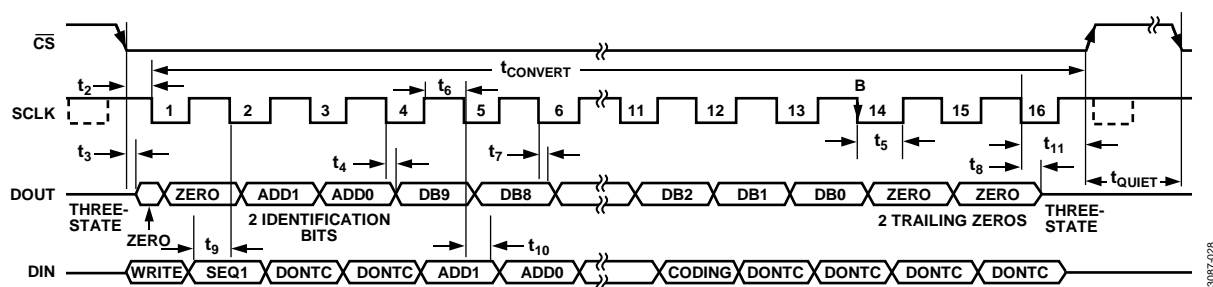 CS
tCONVERT
t2
t6
B
SCLK
1 2 3 4 5 6 11 12 13 14 15 16
t3
t4
t7
t5
t8
t11
tQUIET
DOUT
ZERO ADD1 ADD0 DB9 DB8 DB2 DB1 DB0 ZERO ZERO
THREE-
STATE
ZERO
2 IDENTIFICATION
BITS
2 TRAILING ZEROS
THREE-
STATE
t9
t10
DIN
WRITE SEQ1 DONTC DONTC ADD1 ADD0 CODING DONTC DONTC DONTC DONTC
3087-028